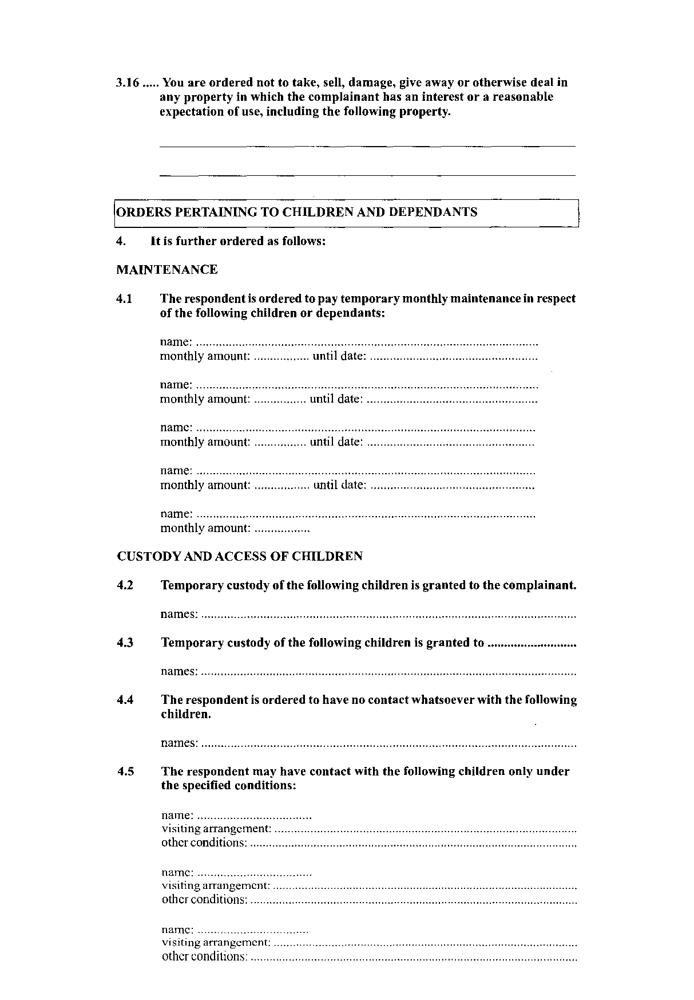 3.16 ..... You are ordered not to take, sell, damage, give away or otherwise deal in
any property in which the complainant has an interest or a reasonable
expectation of use, including the following property.
ORDERS PERTAINING TO CHILDREN AND DEPENDANTS
4. It is further ordered as follows:
MAINTENANCE
4.1 The respondent is ordered to pay temporary monthly maintenance in respect
of the following children or dependants:
name: ........................................................................................................
monthly amount: ................. until date: ...................................................
name: ........................................................................................................
monthly amount: ................ until date: ....................................................
name: .......................................................................................................
monthly amount: ................ until date: ...................................................
name: .......................................................................................................
monthly amount: ................. until date: ..................................................
name: .......................................................................................................
monthly amount: .................
CUSTODY AND ACCESS OF CHILDREN
4.2 Temporary custody of the following children is granted to the complainant.
names: ..................................................................................................................
4.3 Temporary custody of the following children is granted to ...........................
names: ..................................................................................................................
4.4 The respondent is ordered to have no contact whatsoever with the following
children.
names: ..................................................................................................................
4.5 The respondent may have contact with the following children only under
the specified conditions:
name: ...................................
visiting arrangement: ............................................................................................
other conditions: ...................................................................................................
name: ...................................
visiting arrangement: ............................................................................................
other conditions: ...................................................................................................
name: ..................................
visiting arrangement: ............................................................................................
other conditions: ...................................................................................................